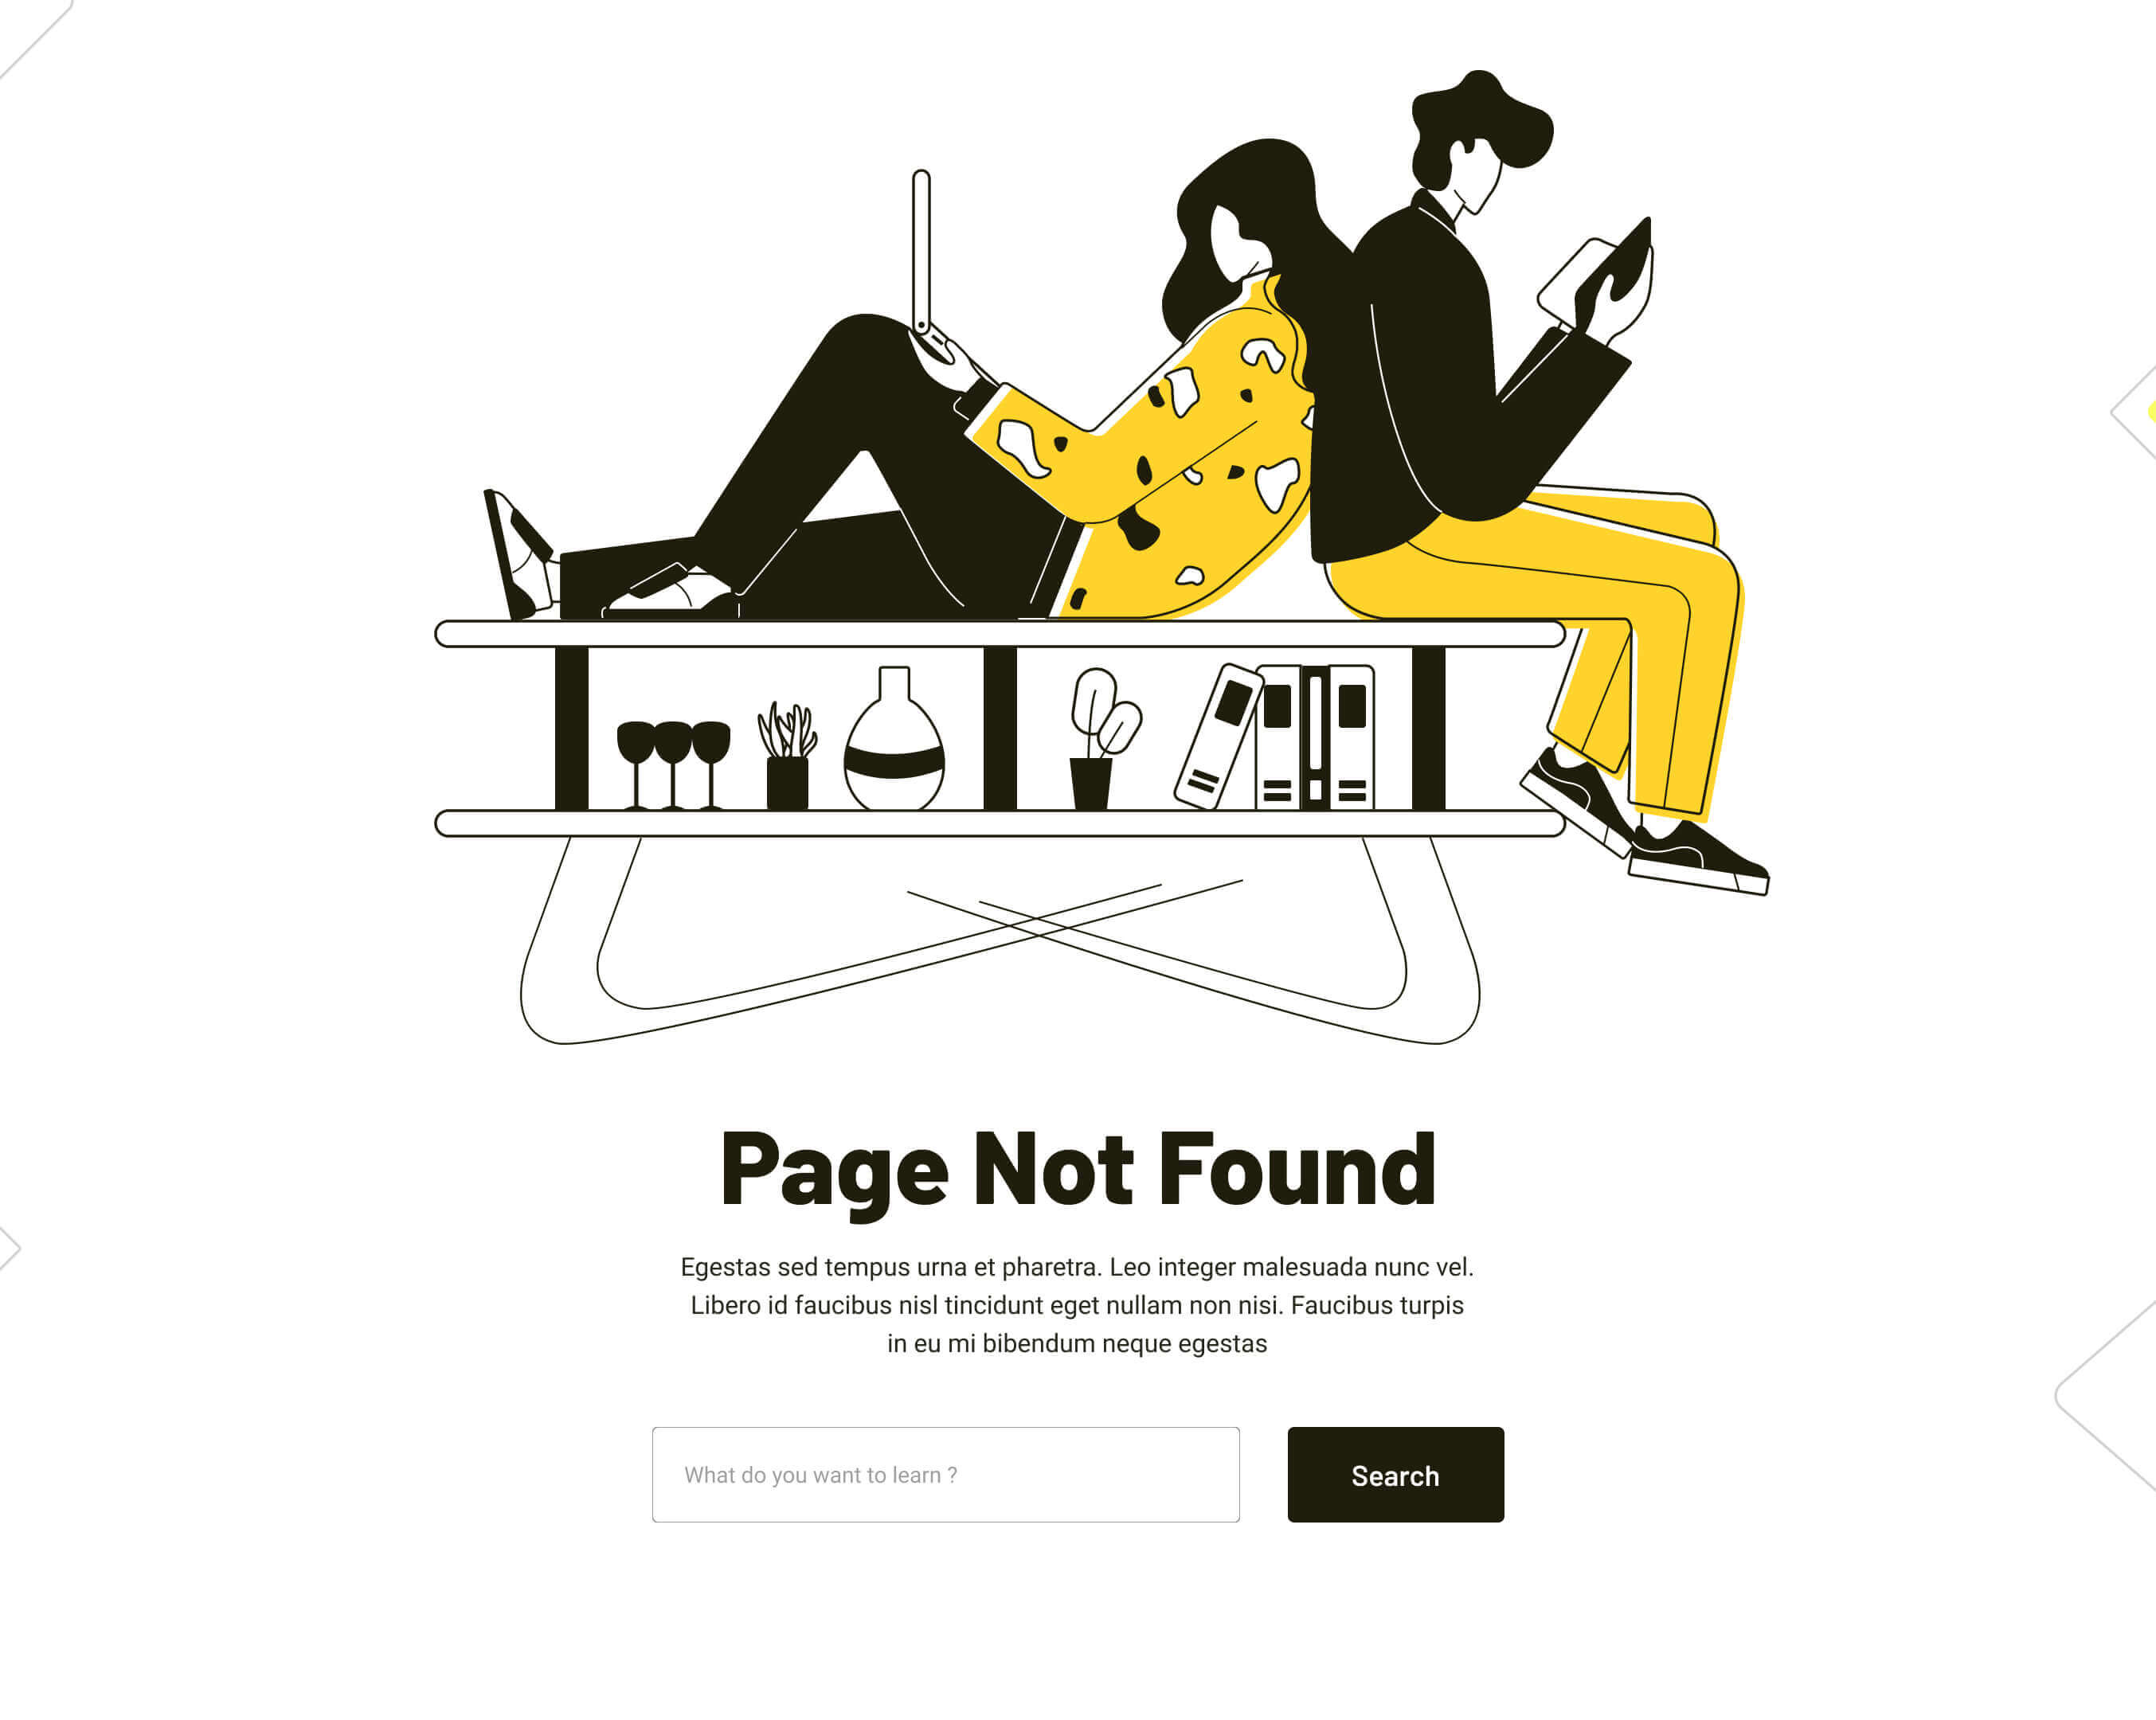 Page Not Found
Egestas sed tempus urna et pharetra. Leo integer malesuada nunc vel.
Libero id faucibus nisl tincidunt eget nullam non nisi. Faucibus turpis
in eu mi bibendum neque egestas
What do you want to learn ?
Search